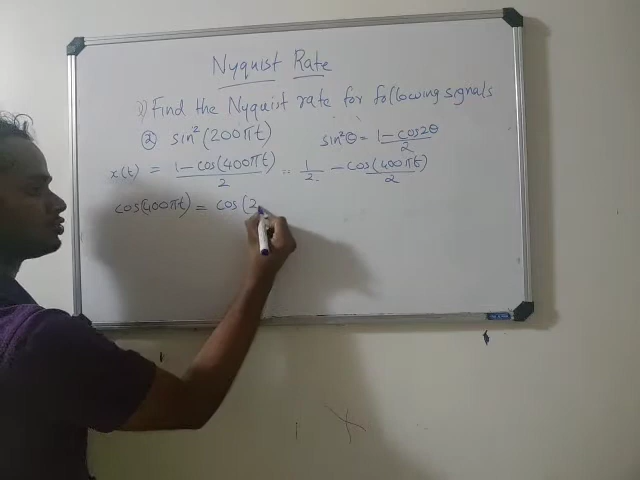 Nyquist Rate
1) Find the Nyquist rate for following signals
② sin²(200πt) sin²θ = 1-cos2θ/2
x(t) = 1-cos(400πt)/2 = 1/2 - cos(400πt)/2
cos(400πt) = cos(2